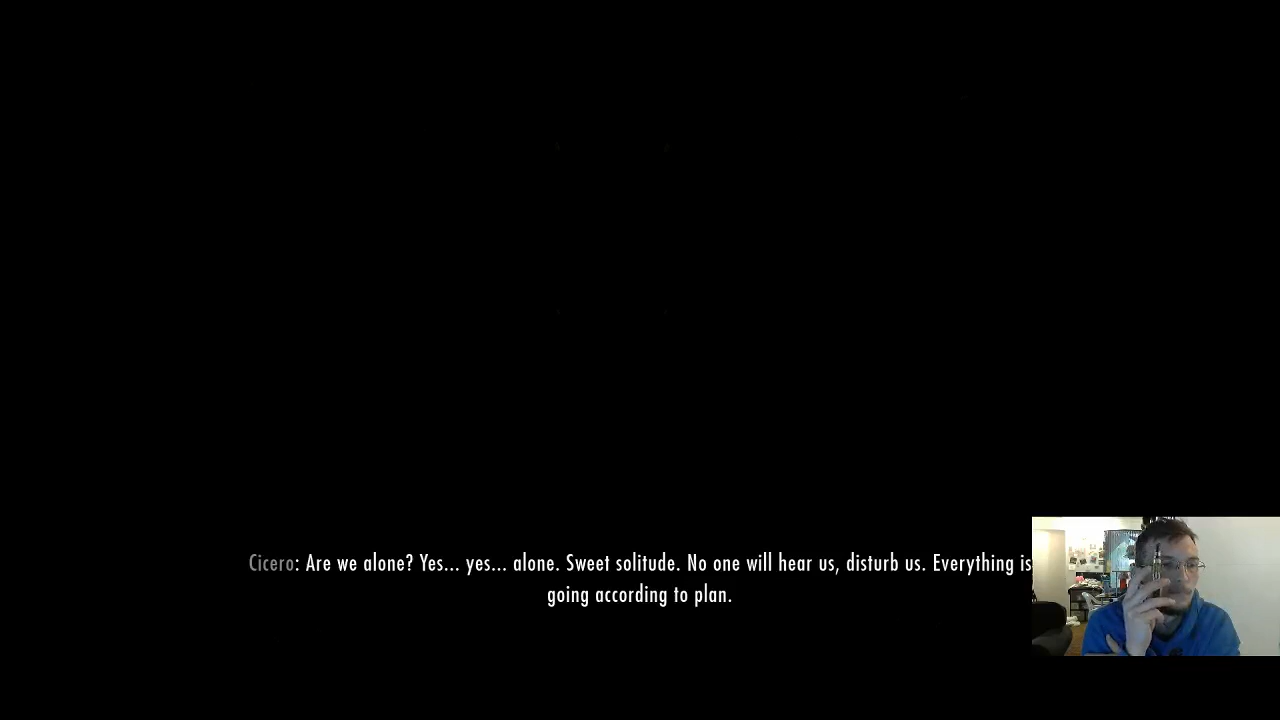 Cicero: Are we alone? Yes... yes... alone. Sweet solitude. No one will hear us, disturb us. Everything is
going according to plan.